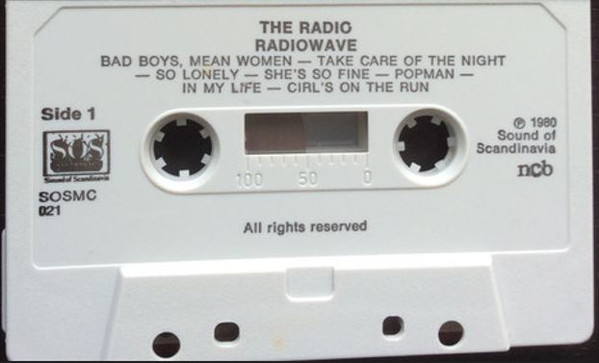 THE RADIO
RADIOWAVE
BAD BOYS, MEAN WOMEN — TAKE CARE OF THE NIGHT
— SO LONELY — SHE'S SO FINE — POPMAN —
IN MY LIFE — CIRL'S ON THE RUN
Side 1
SOS
Sound of Scandinavia
SOSMC
021
100 50 0
℗ 1980
Sound of
Scandinavia
ncb
All rights reserved